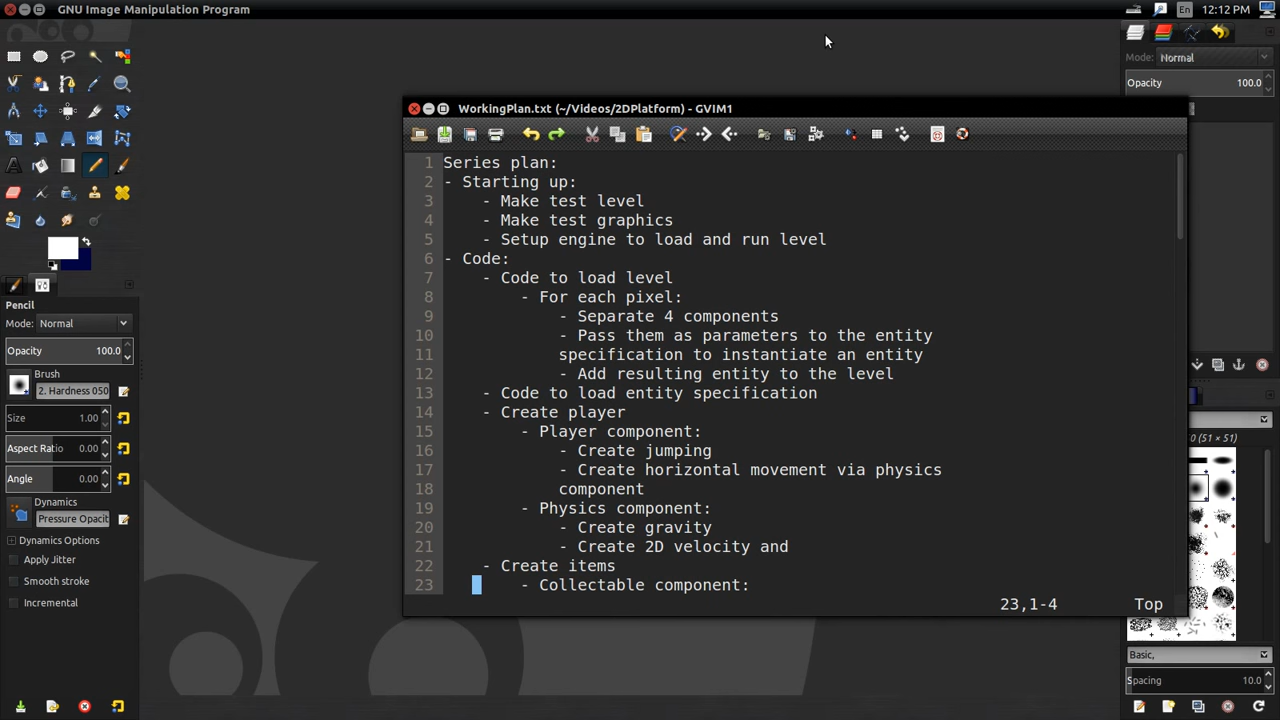 GNU Image Manipulation Program
En
12:12 PM
Mode: Normal
Opacity 100.0
WorkingPlan.txt (~/Videos/2DPlatform) - GVIM1
1 Series plan:
2 - Starting up:
3 - Make test level
4 - Make test graphics
5 - Setup engine to load and run level
6 - Code:
7 - Code to load level
8 - For each pixel:
9 - Separate 4 components
10 - Pass them as parameters to the entity
11 specification to instantiate an entity
12 - Add resulting entity to the level
13 - Code to load entity specification
14 - Create player
15 - Player component:
16 - Create jumping
17 - Create horizontal movement via physics
18 component
19 - Physics component:
20 - Create gravity
21 - Create 2D velocity and
22 - Create items
23 - Collectable component:
23,1-4 Top
Pencil
Mode: Normal
Opacity 100.0
Brush
2. Hardness 050
Size 1.00
Aspect Ratio 0.00
Angle 0.00
Dynamics
Pressure Opacit
Dynamics Options
Apply Jitter
Smooth stroke
Incremental
0 (51 × 51)
Basic,
Spacing 10.0